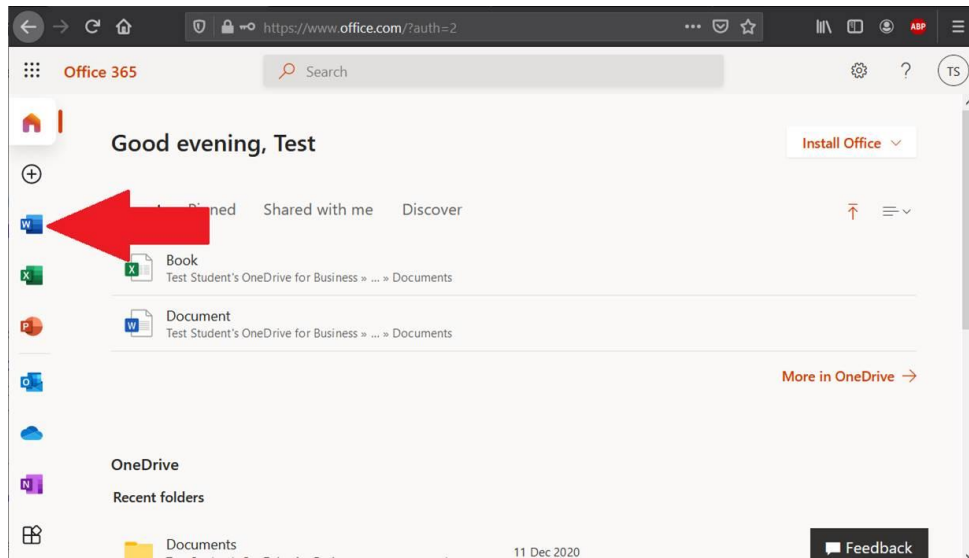 https://www.office.com/?auth=2
ABP
Office 365
Search
?
TS
Good evening, Test
Install Office
Pinned Shared with me Discover
W
X
P
O
N
X
Book
Test Student's OneDrive for Business » ... » Documents
W
Document
Test Student's OneDrive for Business » ... » Documents
More in OneDrive →
OneDrive
Recent folders
Documents
11 Dec 2020
Feedback